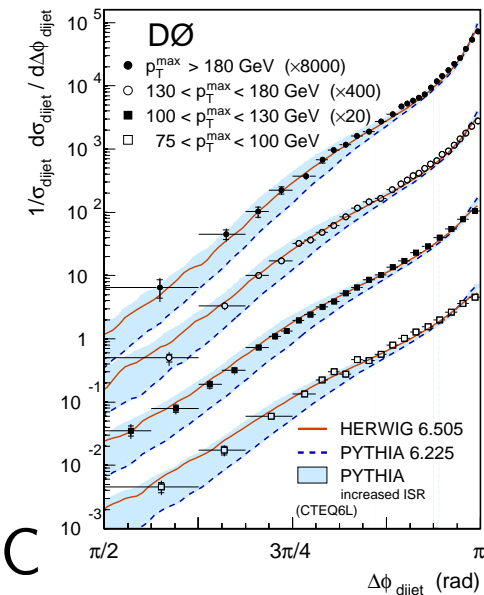 DØ
p_T^max > 180 GeV (×8000)
130 < p_T^max < 180 GeV (×400)
100 < p_T^max < 130 GeV (×20)
75 < p_T^max < 100 GeV
1/σ_dijet dσ_dijet / dΔϕ_dijet
10^5
10^4
10^3
10^2
10
1
10^-1
10^-2
10^-3
HERWIG 6.505
PYTHIA 6.225
PYTHIA
increased ISR
(CTEQ6L)
C
π/2
3π/4
π
Δϕ_dijet (rad)